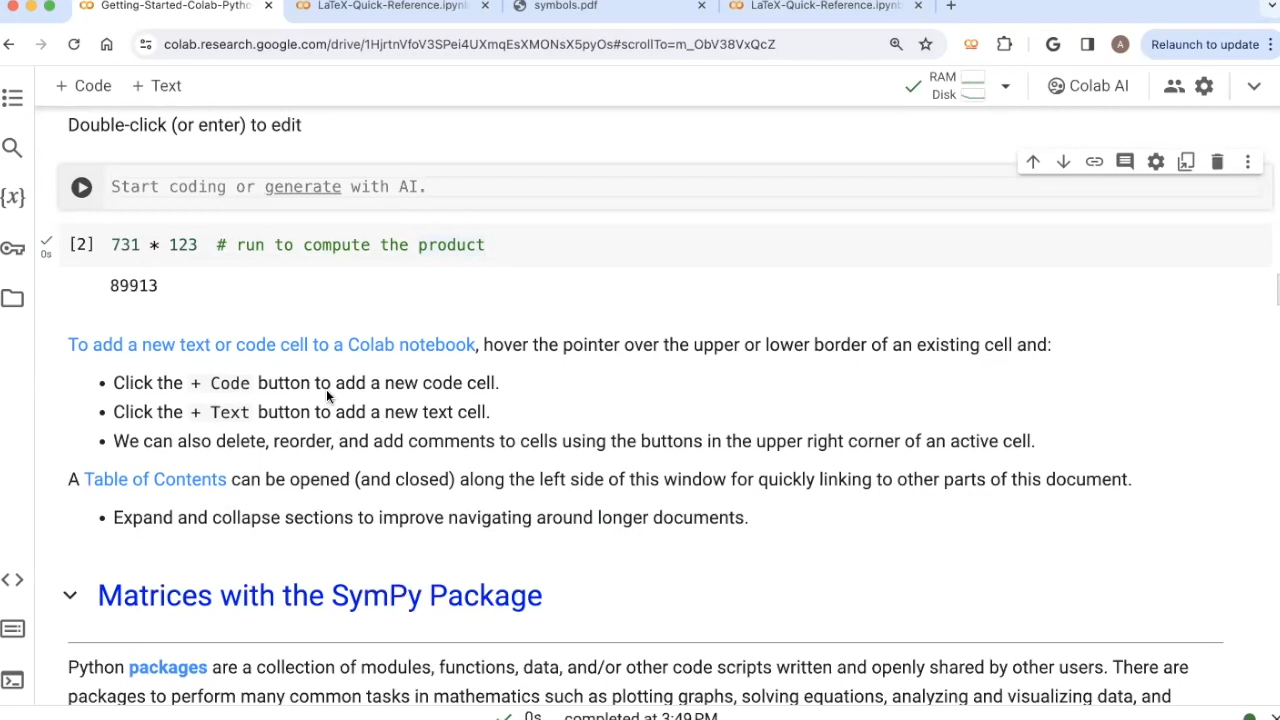 Getting-Started-Colab-Pytho
LaTeX-Quick-Reference.ipynl
symbols.pdf
LaTeX-Quick-Reference.ipynl
colab.research.google.com/drive/1HjrtnVfoV3SPei4UXmqEsXMONsX5pyOs#scrollTo=m_ObV38VxQcZ
G
A
Relaunch to update
+ Code + Text
RAM
Disk
Colab AI
Double-click (or enter) to edit
Start coding or generate with AI.
{x}
0s
[2] 731 * 123 # run to compute the product
89913
To add a new text or code cell to a Colab notebook, hover the pointer over the upper or lower border of an existing cell and:
• Click the + Code button to add a new code cell.
• Click the + Text button to add a new text cell.
• We can also delete, reorder, and add comments to cells using the buttons in the upper right corner of an active cell.
A Table of Contents can be opened (and closed) along the left side of this window for quickly linking to other parts of this document.
• Expand and collapse sections to improve navigating around longer documents.
Matrices with the SymPy Package
Python packages are a collection of modules, functions, data, and/or other code scripts written and openly shared by other users. There are
packages to perform many common tasks in mathematics such as plotting graphs, solving equations, analyzing and visualizing data, and
0s completed at 3:49 PM